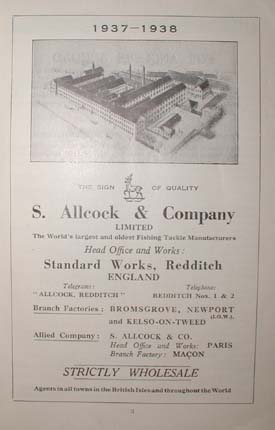 1937—1938
THE SIGN OF QUALITY
S. Allcock & Company
LIMITED
The World's largest and oldest Fishing Tackle Manufacturers
Head Office and Works:
Standard Works, Redditch
ENGLAND
Telegrams: Telephone:
"ALLCOCK, REDDITCH" REDDITCH Nos. 1 & 2
Branch Factories: BROMSGROVE, NEWPORT
(I.O.W.),
and KELSO-ON-TWEED
Allied Company: S. ALLCOCK & CO.
Head Office and Works: PARIS
Branch Factory: MAÇON
STRICTLY WHOLESALE
Agents in all towns in the British Isles and throughout the World